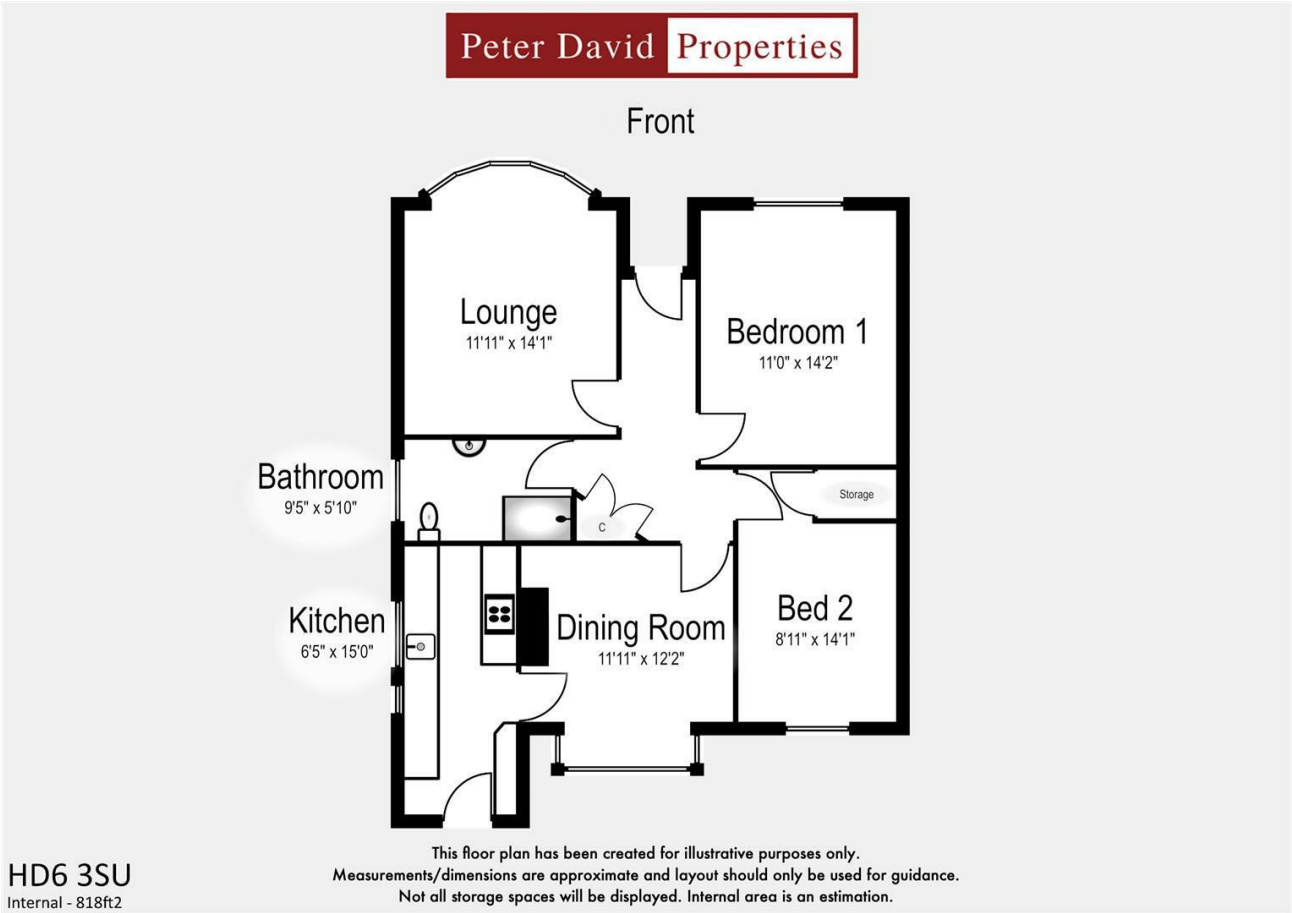 Peter David Properties
Front
Lounge
11'11" x 14'1"
Bedroom 1
11'0" x 14'2"
Bathroom
9'5" x 5'10"
Storage
C
Kitchen
6'5" x 15'0"
Dining Room
11'11" x 12'2"
Bed 2
8'11" x 14'1"
This floor plan has been created for illustrative purposes only.
Measurements/dimensions are approximate and layout should only be used for guidance.
Not all storage spaces will be displayed. Internal area is an estimation.
HD6 3SU
Internal - 818ft2